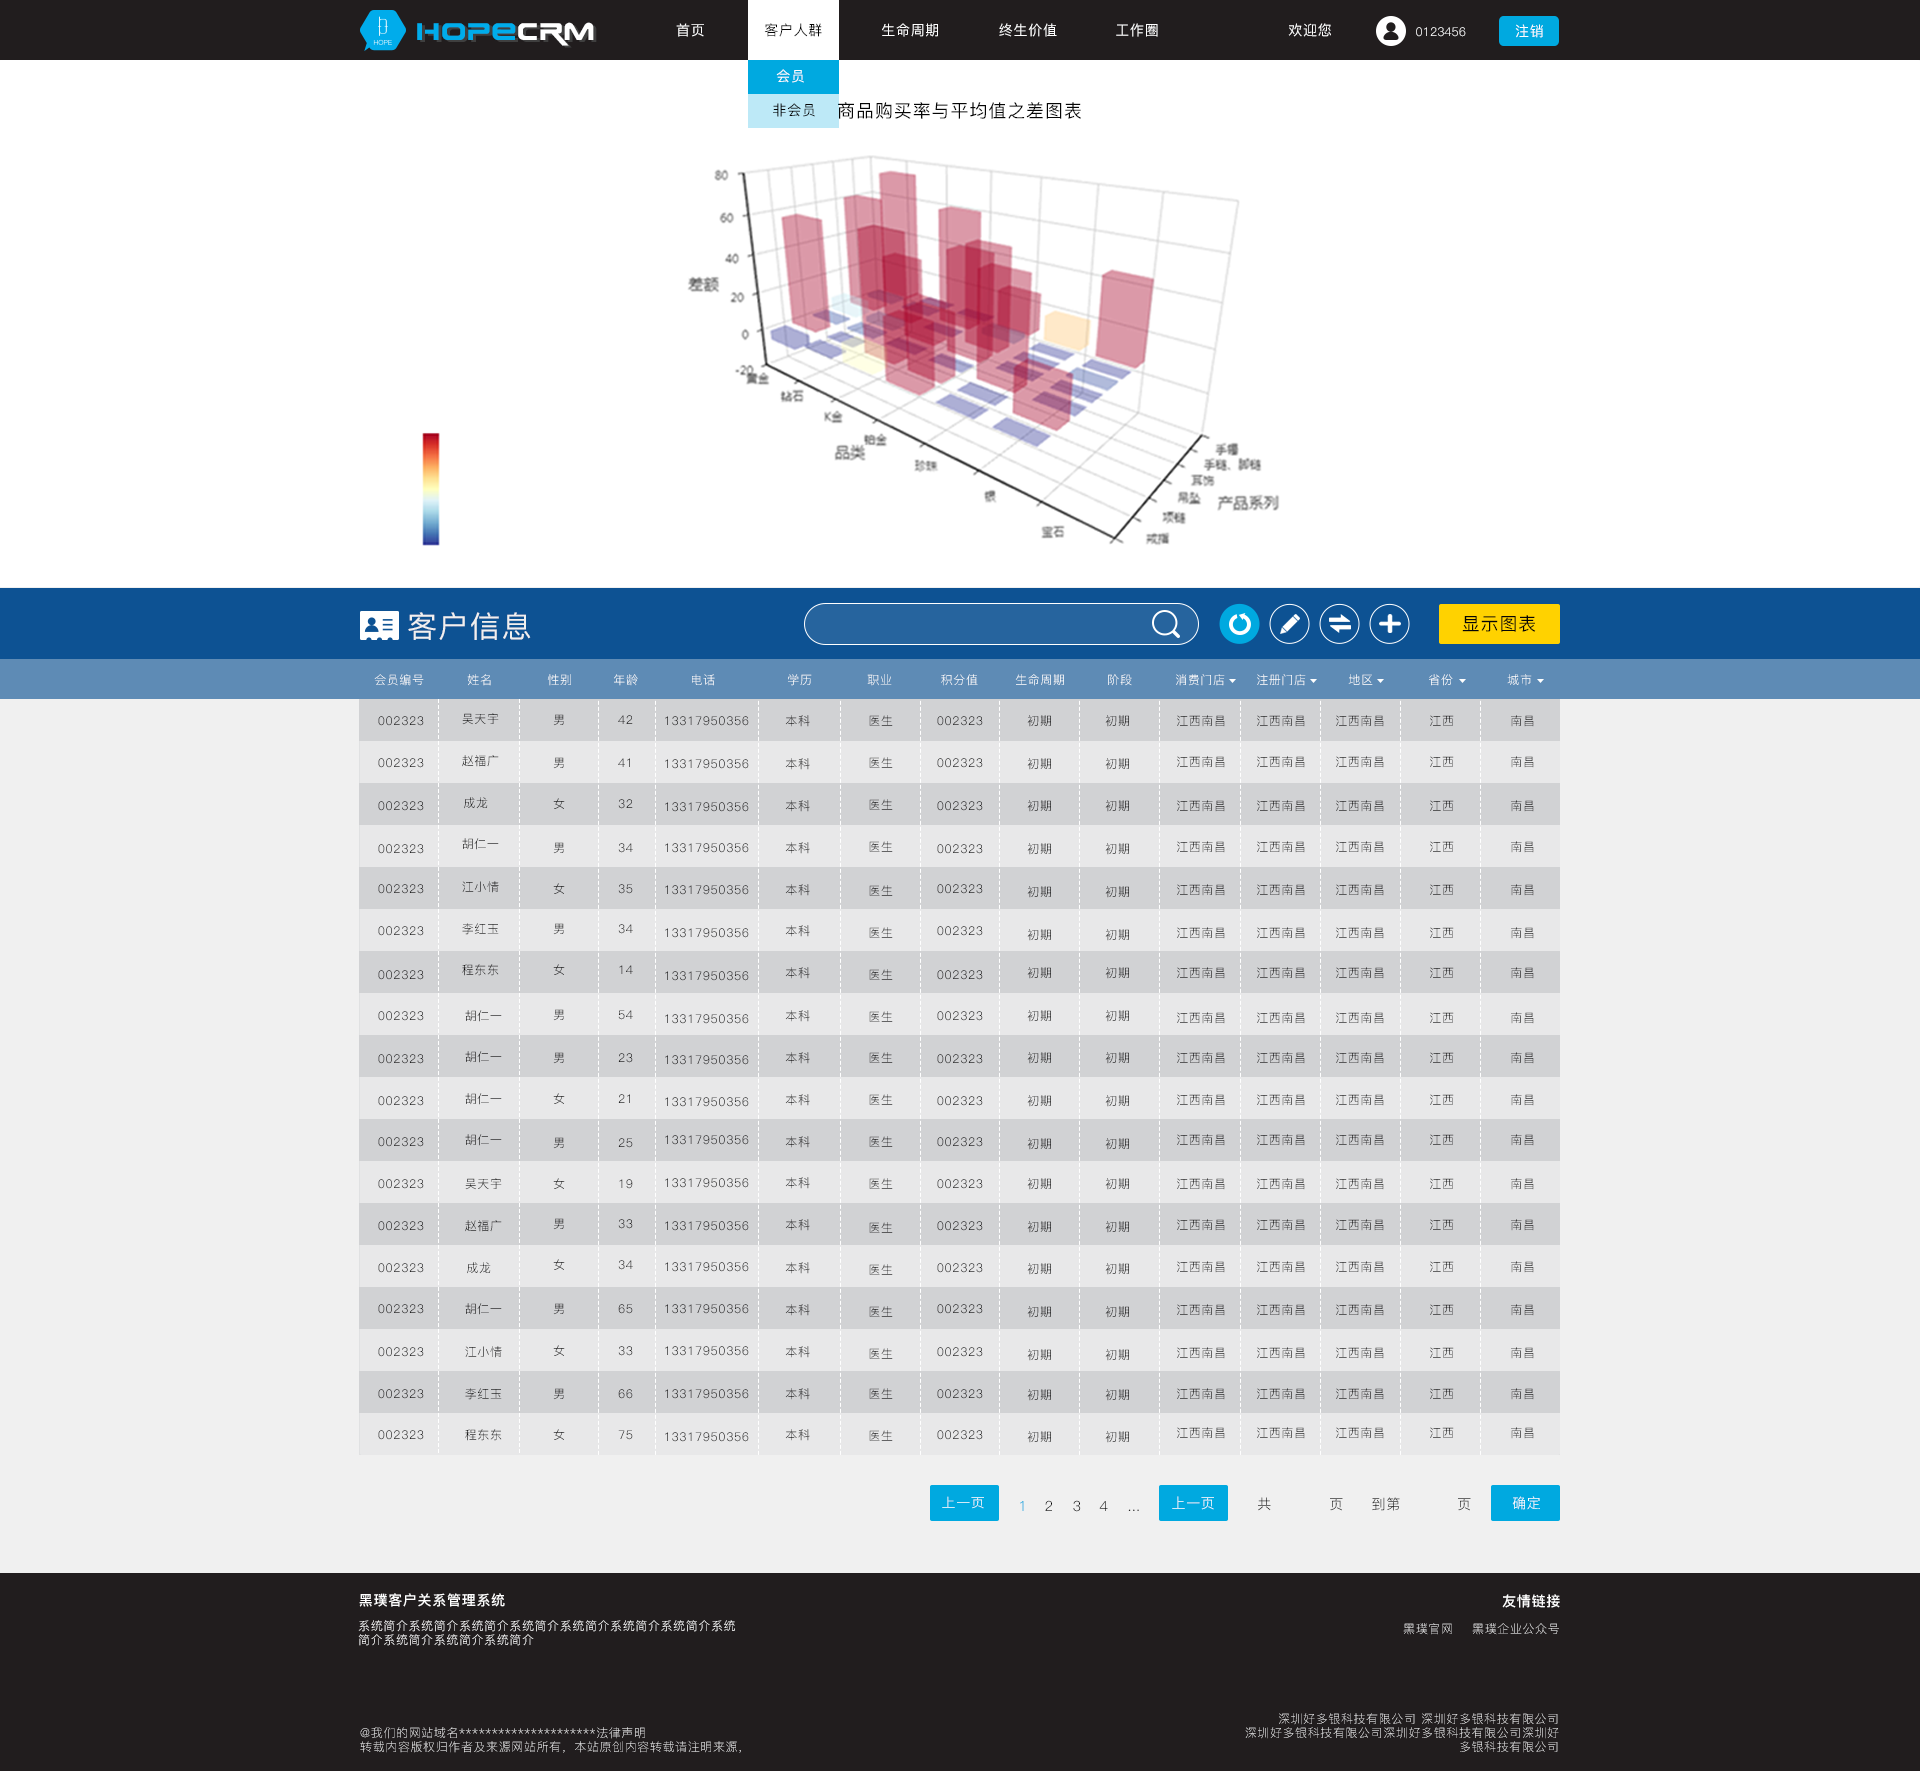 HOPE HOPECRM 首页 客户人群 生命周期 终生价值 工作圈 欢迎您 0123456 注销
会员
非会员
商品购买率与平均值之差图表
80
60
40
20
0
-20
差额
黄金
钻石
K金
铂金
珍珠
银
宝石
品类
手镯
手链、脚链
耳饰
吊坠
项链
戒指
产品系列
客户信息 显示图表
会员编号 姓名 性别 年龄 电话 学历 职业 积分值 生命周期 阶段 消费门店 注册门店 地区 省份 城市
002323 吴天宇 男 42 13317950356 本科 医生 002323 初期 初期 江西南昌 江西南昌 江西南昌 江西 南昌
002323 赵福广 男 41 13317950356 本科 医生 002323 初期 初期 江西南昌 江西南昌 江西南昌 江西 南昌
002323 成龙 女 32 13317950356 本科 医生 002323 初期 初期 江西南昌 江西南昌 江西南昌 江西 南昌
002323 胡仁一 男 34 13317950356 本科 医生 002323 初期 初期 江西南昌 江西南昌 江西南昌 江西 南昌
002323 江小情 女 35 13317950356 本科 医生 002323 初期 初期 江西南昌 江西南昌 江西南昌 江西 南昌
002323 李红玉 男 34 13317950356 本科 医生 002323 初期 初期 江西南昌 江西南昌 江西南昌 江西 南昌
002323 程东东 女 14 13317950356 本科 医生 002323 初期 初期 江西南昌 江西南昌 江西南昌 江西 南昌
002323 胡仁一 男 54 13317950356 本科 医生 002323 初期 初期 江西南昌 江西南昌 江西南昌 江西 南昌
002323 胡仁一 男 23 13317950356 本科 医生 002323 初期 初期 江西南昌 江西南昌 江西南昌 江西 南昌
002323 胡仁一 女 21 13317950356 本科 医生 002323 初期 初期 江西南昌 江西南昌 江西南昌 江西 南昌
002323 胡仁一 男 25 13317950356 本科 医生 002323 初期 初期 江西南昌 江西南昌 江西南昌 江西 南昌
002323 吴天宇 女 19 13317950356 本科 医生 002323 初期 初期 江西南昌 江西南昌 江西南昌 江西 南昌
002323 赵福广 男 33 13317950356 本科 医生 002323 初期 初期 江西南昌 江西南昌 江西南昌 江西 南昌
002323 成龙 女 34 13317950356 本科 医生 002323 初期 初期 江西南昌 江西南昌 江西南昌 江西 南昌
002323 胡仁一 男 65 13317950356 本科 医生 002323 初期 初期 江西南昌 江西南昌 江西南昌 江西 南昌
002323 江小情 女 33 13317950356 本科 医生 002323 初期 初期 江西南昌 江西南昌 江西南昌 江西 南昌
002323 李红玉 男 66 13317950356 本科 医生 002323 初期 初期 江西南昌 江西南昌 江西南昌 江西 南昌
002323 程东东 女 75 13317950356 本科 医生 002323 初期 初期 江西南昌 江西南昌 江西南昌 江西 南昌
上一页 1 2 3 4 ... 上一页 共 页 到第 页 确定
黑璞客户关系管理系统
系统简介系统简介系统简介系统简介系统简介系统简介系统简介系统
简介系统简介系统简介系统简介
友情链接
黑璞官网 黑璞企业公众号
@我们的网站域名*********************法律声明
转载内容版权归作者及来源网站所有，本站原创内容转载请注明来源，
深圳好多银科技有限公司 深圳好多银科技有限公司
深圳好多银科技有限公司深圳好多银科技有限公司深圳好
多银科技有限公司